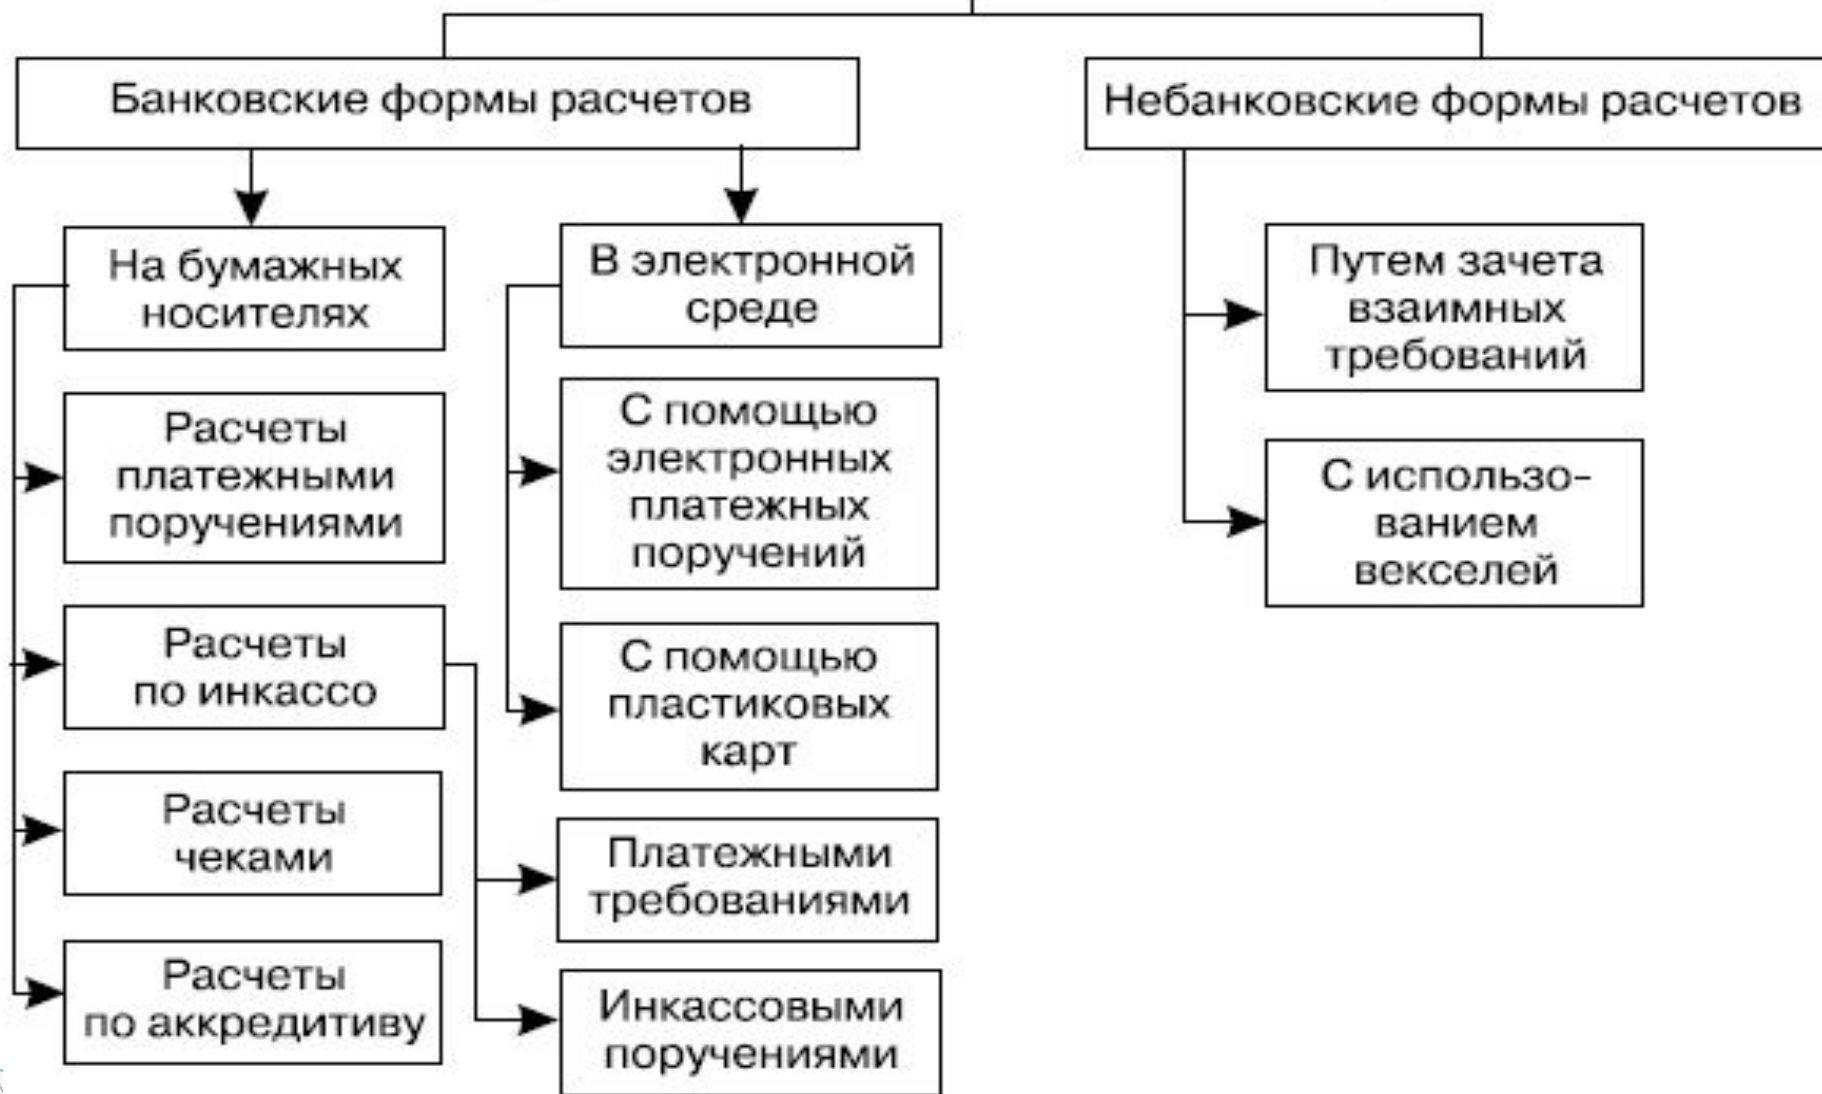 Банковские формы расчетов
Небанковские формы расчетов
На бумажных
носителях
Расчеты
платежными
поручениями
Расчеты
по инкассо
Расчеты
чеками
Расчеты
по аккредитиву
В электронной
среде
С помощью
электронных
платежных
поручений
С помощью
пластиковых
карт
Платежными
требованиями
Инкассовыми
поручениями
Путем зачета
взаимных
требований
С использо-
ванием
векселей